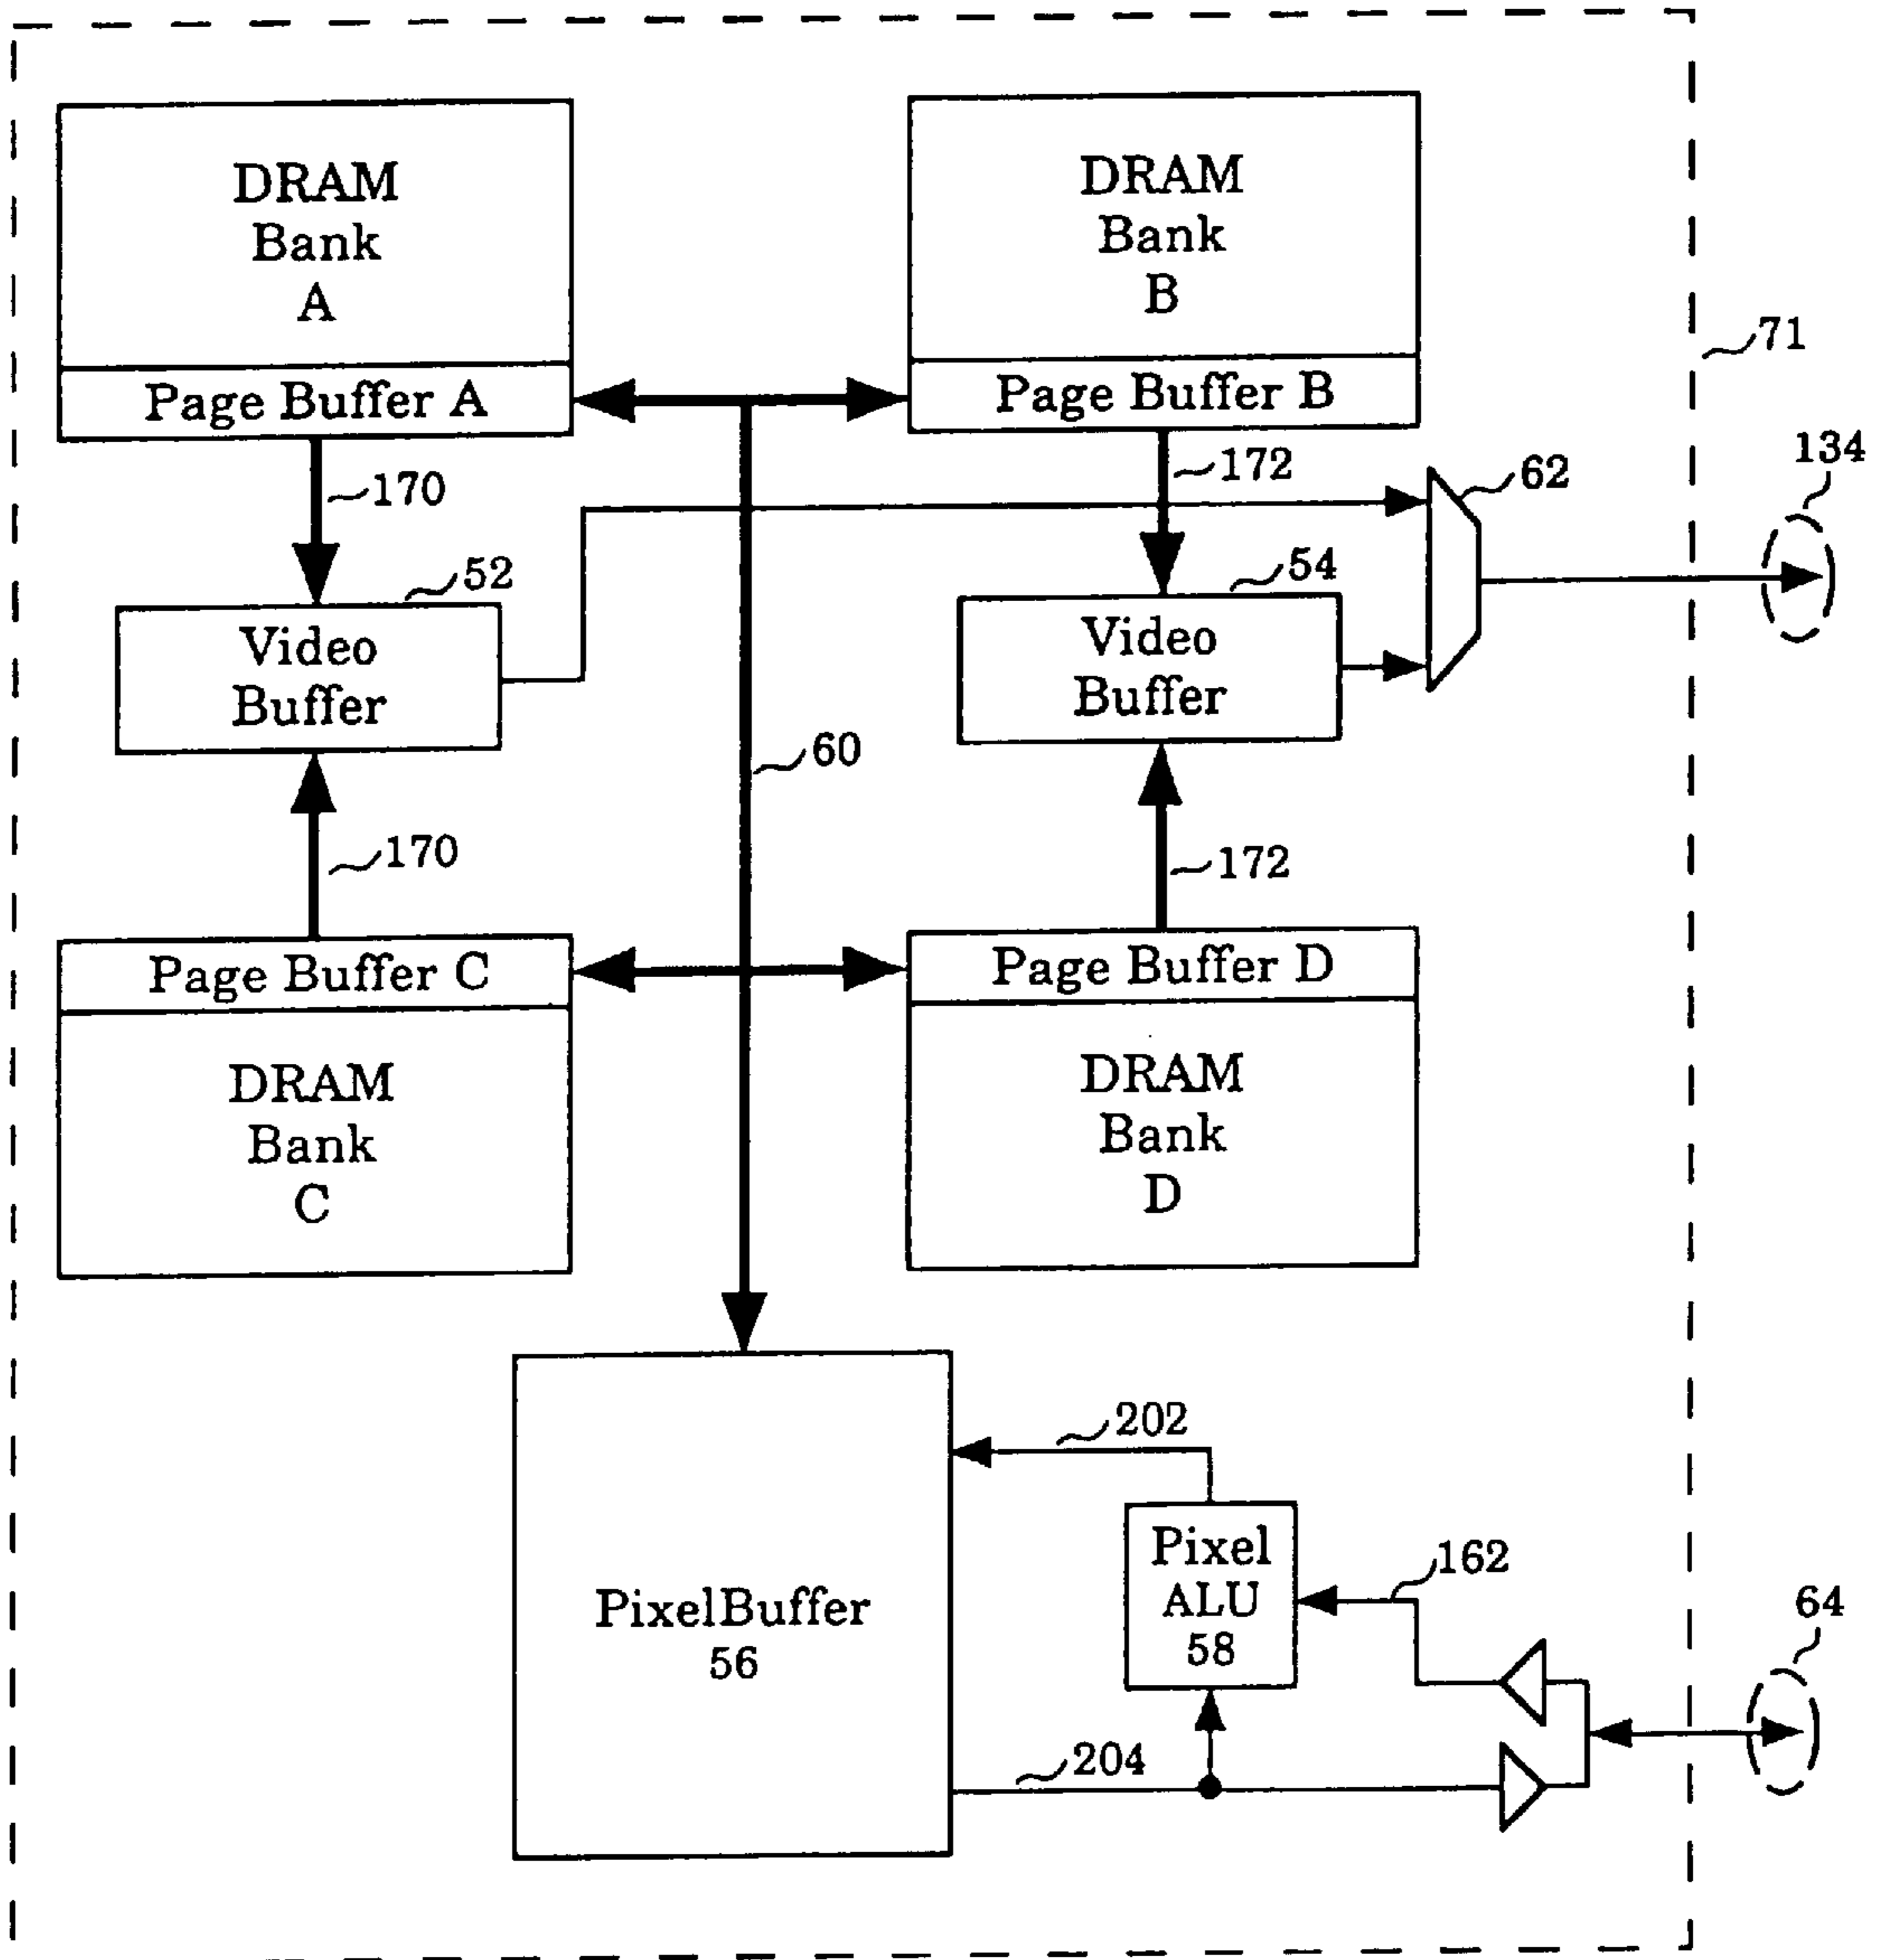 DRAM
Bank
A
Page Buffer A
DRAM
Bank
B
Page Buffer B
71
134
170
172
62
52
Video
Buffer
54
Video
Buffer
60
170
172
Page Buffer C
DRAM
Bank
C
Page Buffer D
DRAM
Bank
D
202
PixelBuffer
56
Pixel
ALU
58
162
64
204